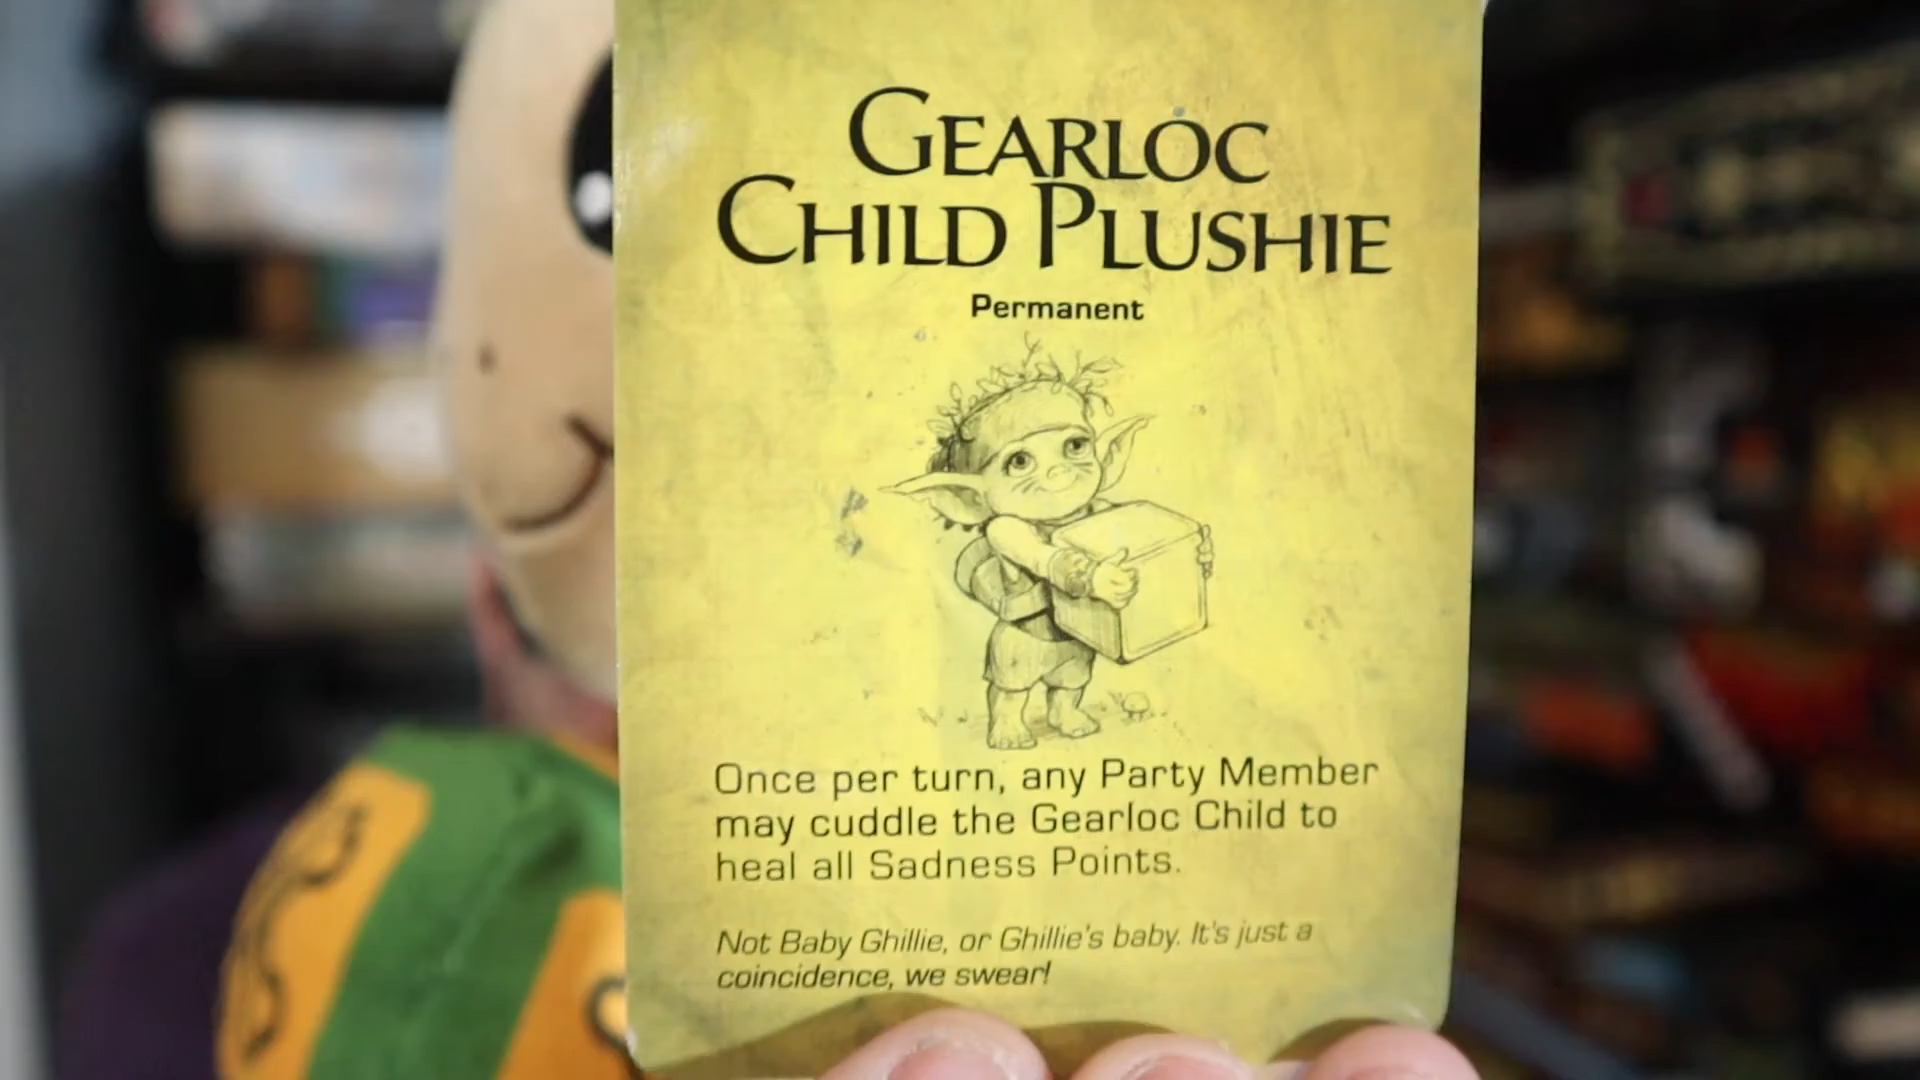 GEARLOC
CHILD PLUSHIE
Permanent
Once per turn, any Party Member
may cuddle the Gearloc Child to
heal all Sadness Points.
Not Baby Ghillie, or Ghillie's baby. It's just a
coincidence, we swear!